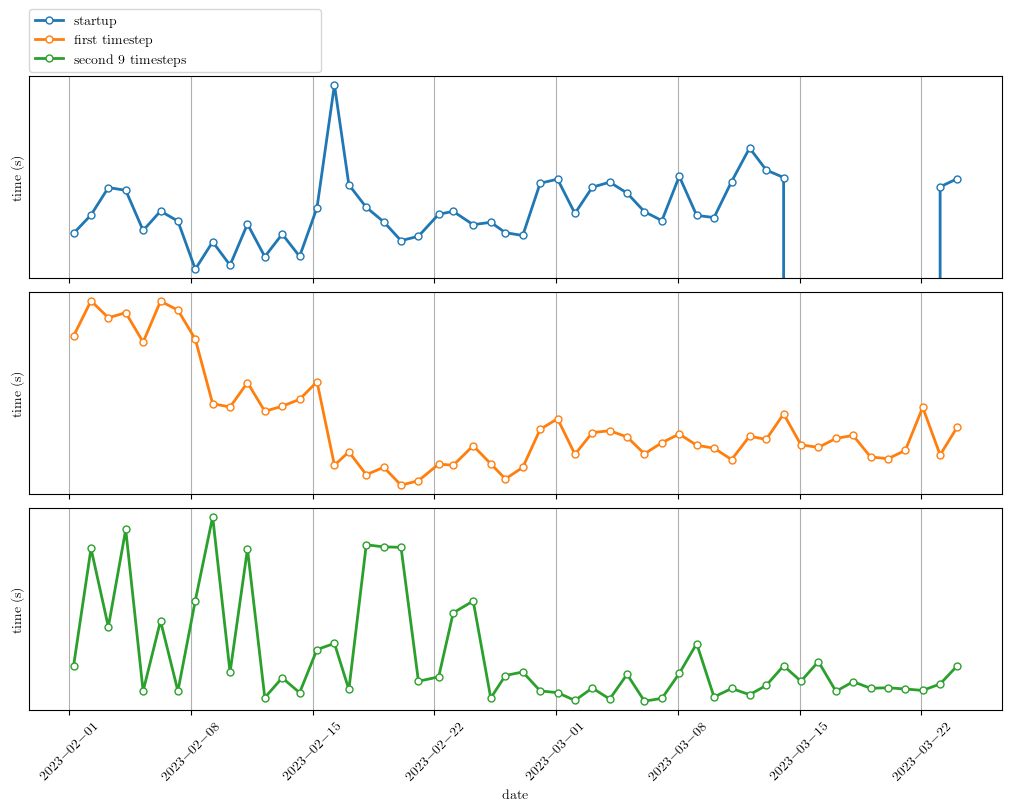 startup
first timestep
second 9 timesteps
time (s)
time (s)
time (s)
2023−02−01
2023−02−08
2023−02−15
2023−02−22
2023−03−01
2023−03−08
2023−03−15
2023−03−22
date